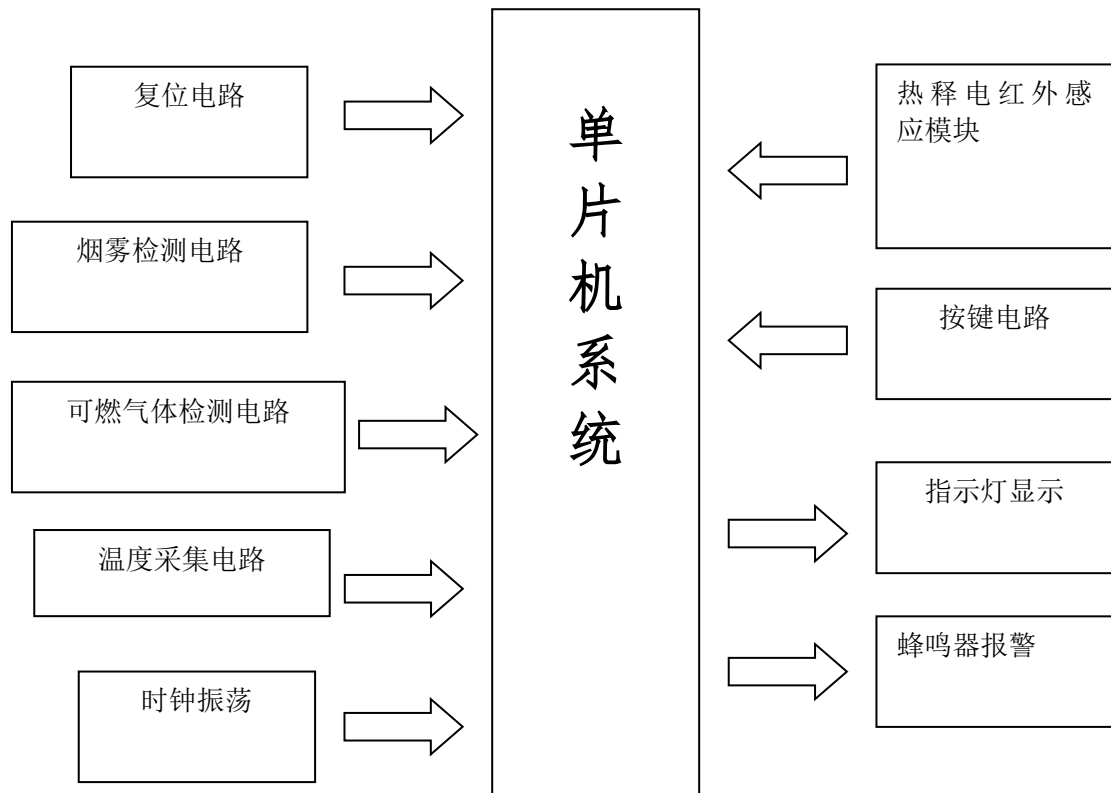 复位电路
烟雾检测电路
可燃气体检测电路
温度采集电路
时钟振荡
单
片
机
系
统
热释电红外感
应模块
按键电路
指示灯显示
蜂鸣器报警